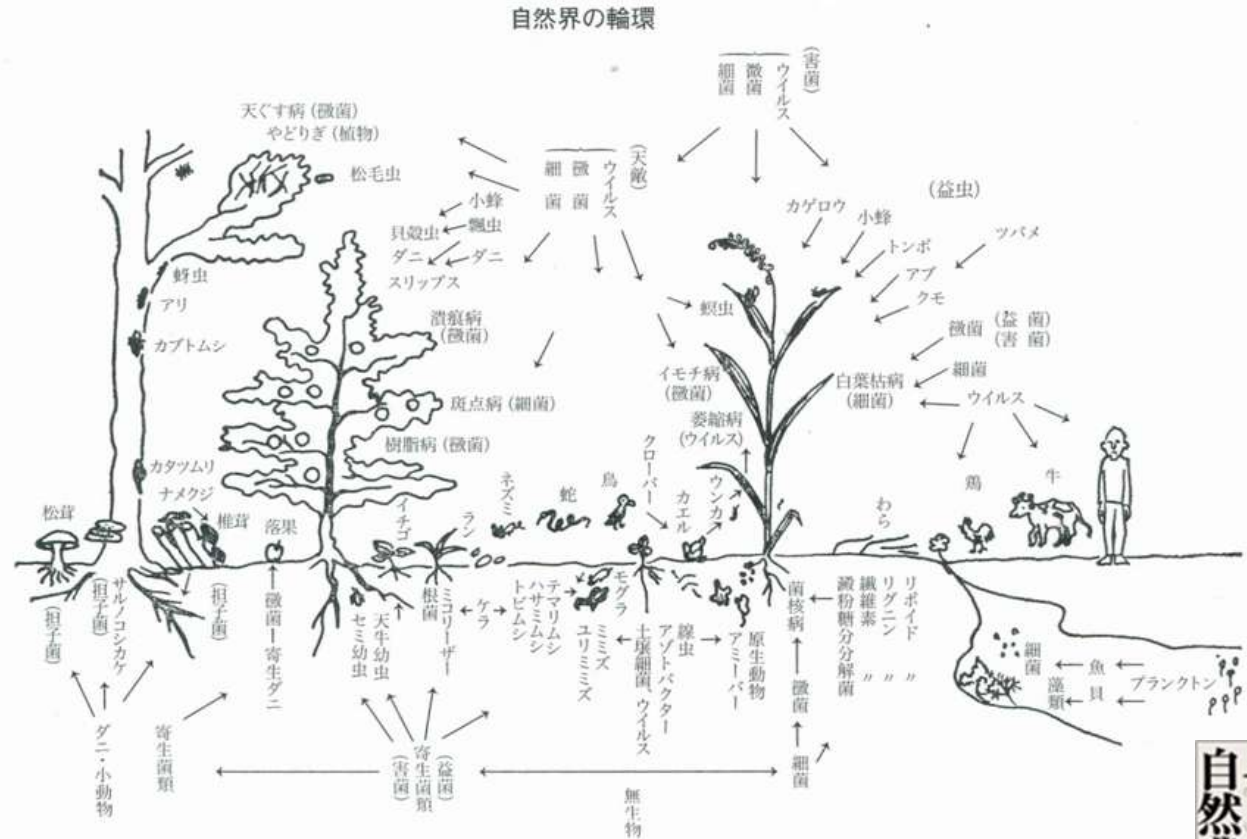 自然界の輪環
(害菌)
ウイルス
黴菌
細菌
天ぐす病(黴菌)
やどりぎ(植物)
松毛虫
(天敵)
ウイルス
黴菌
細菌
小蜂
瓢虫
貝殻虫
ダニ
ダニ
スリップス
(益虫)
カゲロウ
小蜂
トンボ
ツバメ
アブ
クモ
蚜虫
アリ
カブトムシ
潰痕病
(黴菌)
斑点病(細菌)
樹脂病(黴菌)
螟虫
イモチ病
(黴菌)
萎縮病
(ウイルス)
黴菌(益菌)
(害菌)
細菌
白葉枯病
(細菌)
ウイルス
カタツムリ
ナメクジ
松茸
椎茸
落果
イチゴ
ラン
ネズミ
蛇
鳥
クローバー
カエル
ウンカ
わら
鶏
牛
(担子菌)
サルノコシカケ
(担子菌)
(担子菌)
黴菌
寄生ダニ
セミ幼虫
天牛幼虫
ミコリーザー
根菌
ケラ
テマリムシ
ハサミムシ
トビムシ
モグラ
ミミズ
ユリミミズ
線虫
アゾトバクター
土壌細菌、ウイルス
原生動物
アミーバー
菌核病
黴菌
細菌
リポイド 〃
リグニン 〃
繊維素 〃
澱粉糖分分解菌
細菌
藻類
魚
貝
プランクトン
ダニ・小動物
寄生菌類
(益菌)
寄生菌類
(害菌)
無生物
自然